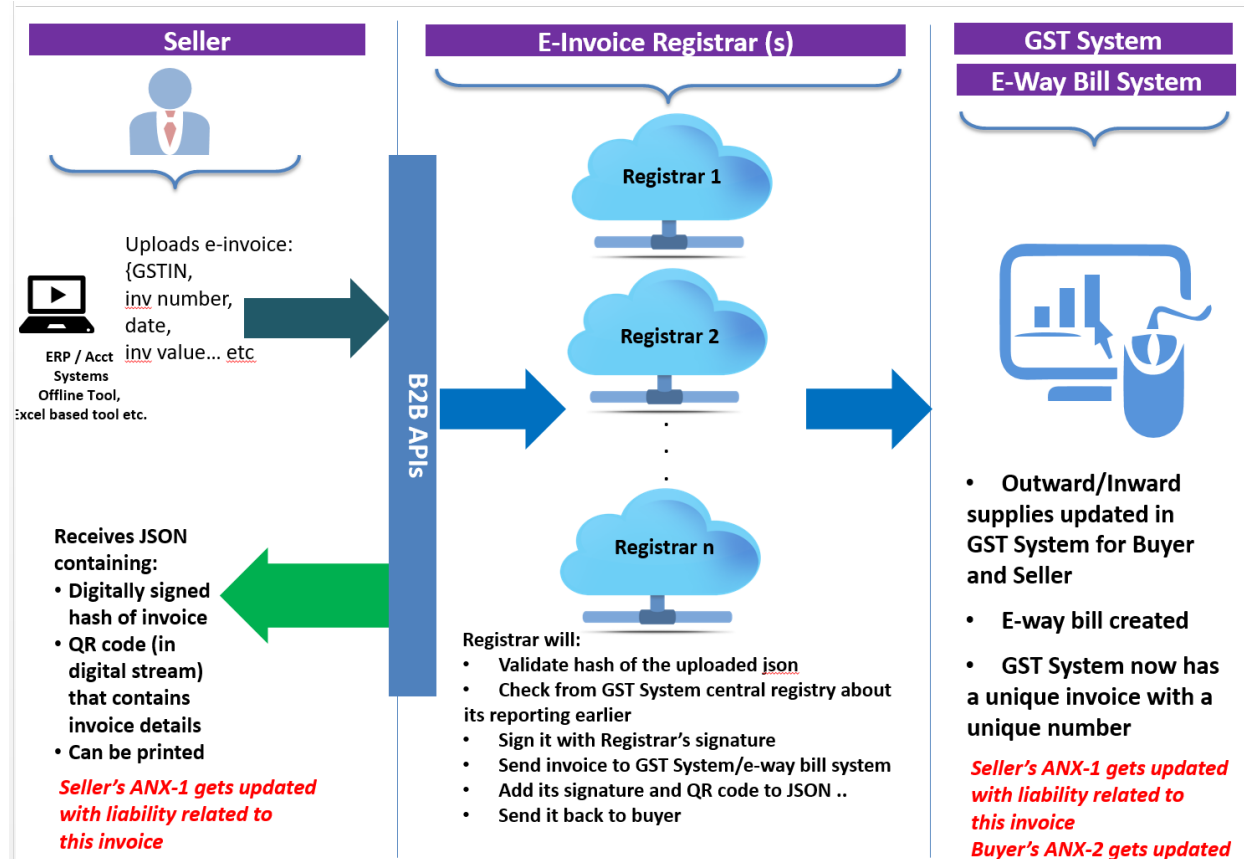 Seller
E-Invoice Registrar (s)
GST System
E-Way Bill System
Uploads e-invoice:
{GSTIN,
inv number,
date,
inv value... etc
ERP / Acct
Systems
Offline Tool,
Excel based tool etc.
B2B APIs
Receives JSON
containing:
• Digitally signed
hash of invoice
• QR code (in
digital stream)
that contains
invoice details
• Can be printed
Seller's ANX-1 gets updated
with liability related to
this invoice
Registrar 1
Registrar 2
.
.
.
Registrar n
Registrar will:
• Validate hash of the uploaded json
• Check from GST System central registry about
its reporting earlier
• Sign it with Registrar's signature
• Send invoice to GST System/e-way bill system
• Add its signature and QR code to JSON ..
• Send it back to buyer
• Outward/Inward
supplies updated in
GST System for Buyer
and Seller
• E-way bill created
• GST System now has
a unique invoice with a
unique number
Seller's ANX-1 gets updated
with liability related to
this invoice
Buyer's ANX-2 gets updated